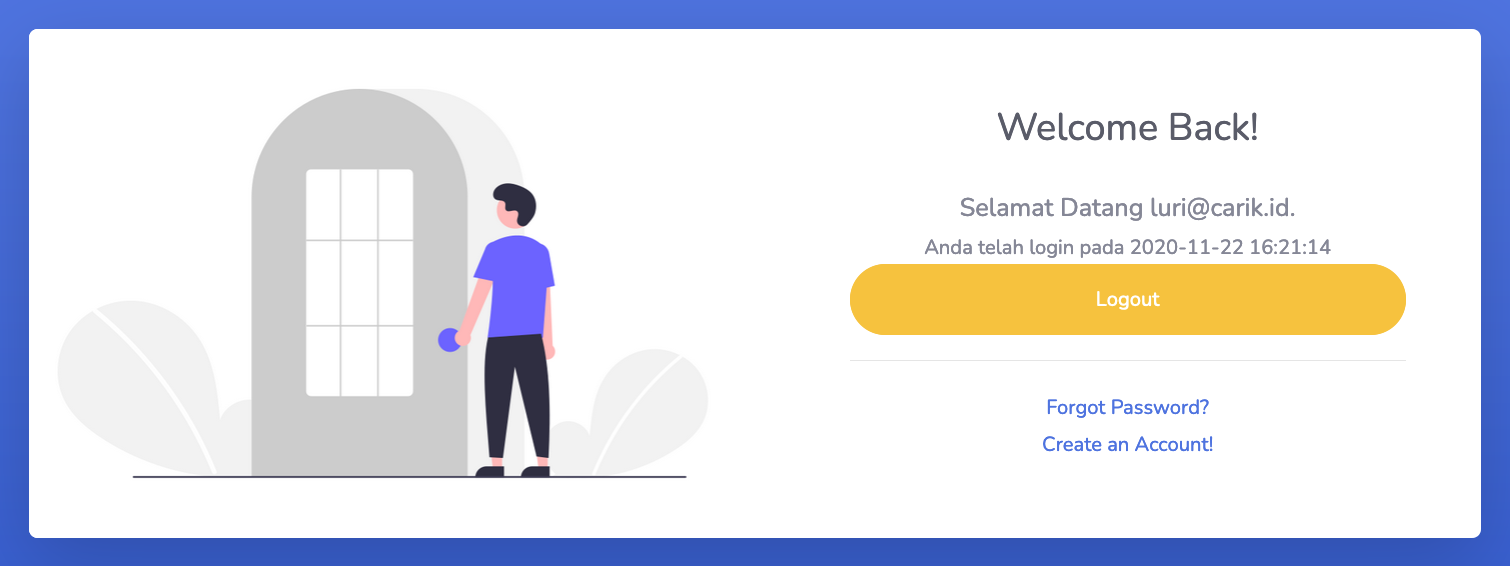 Welcome Back!
Selamat Datang luri@carik.id.
Anda telah login pada 2020-11-22 16:21:14
Logout
Forgot Password?
Create an Account!